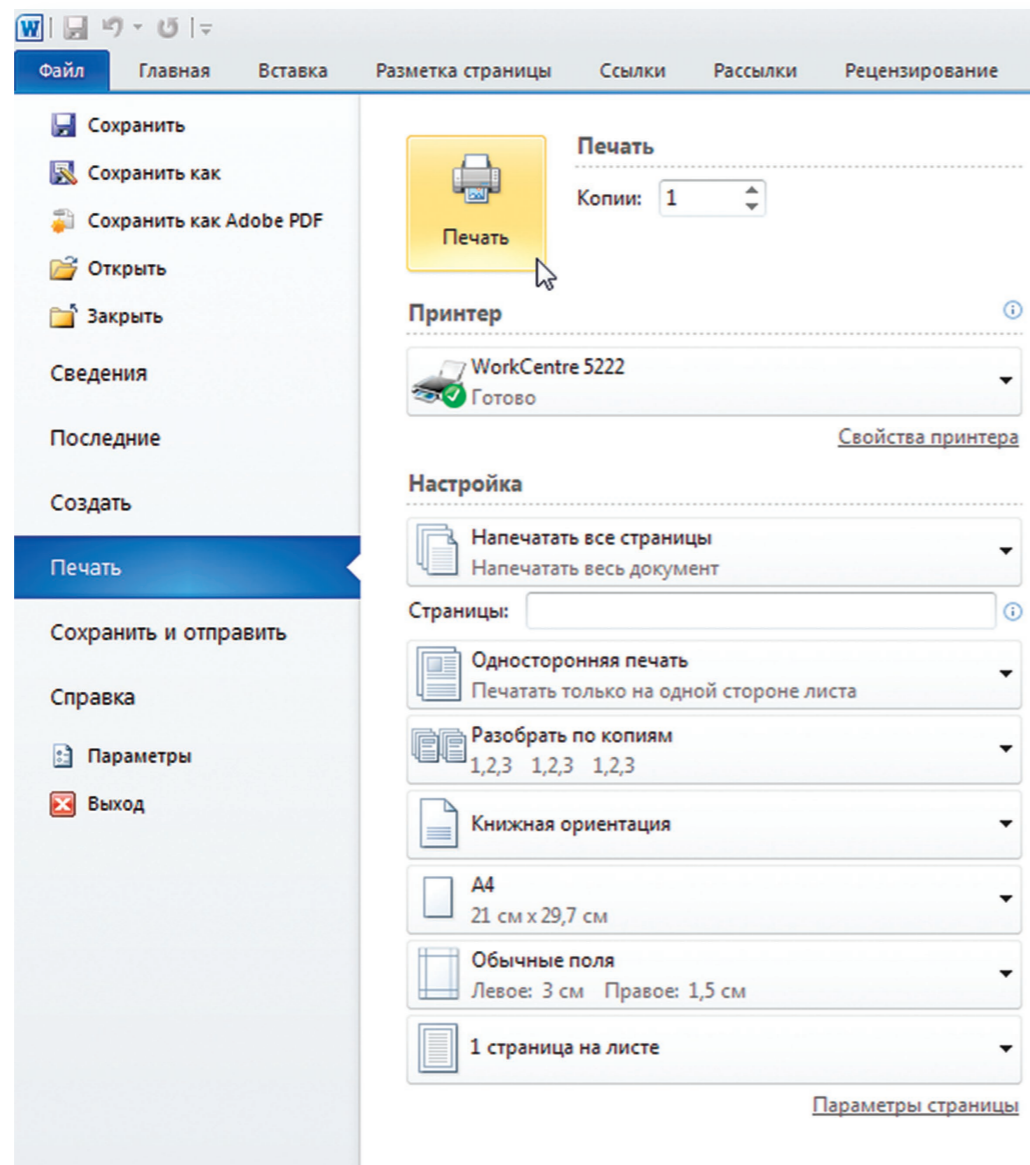 W
Файл Главная Вставка Разметка страницы Ссылки Рассылки Рецензирование
Сохранить
Сохранить как
Сохранить как Adobe PDF
Открыть
Закрыть
Сведения
Последние
Создать
Печать
Сохранить и отправить
Справка
Параметры
Выход
Печать
Печать
Копии: 1
Принтер
WorkCentre 5222
Готово
Свойства принтера
Настройка
Напечатать все страницы
Напечатать весь документ
Страницы:
Односторонняя печать
Печатать только на одной стороне листа
Разобрать по копиям
1,2,3 1,2,3 1,2,3
Книжная ориентация
A4
21 см x 29,7 см
Обычные поля
Левое: 3 см Правое: 1,5 см
1 страница на листе
Параметры страницы